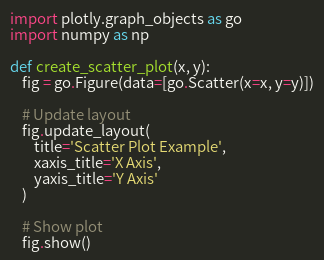 import plotly.graph_objects as go
import numpy as np

def create_scatter_plot(x, y):
    fig = go.Figure(data=[go.Scatter(x=x, y=y)])

    # Update layout
    fig.update_layout(
        title='Scatter Plot Example',
        xaxis_title='X Axis',
        yaxis_title='Y Axis'
    )

    # Show plot
    fig.show()